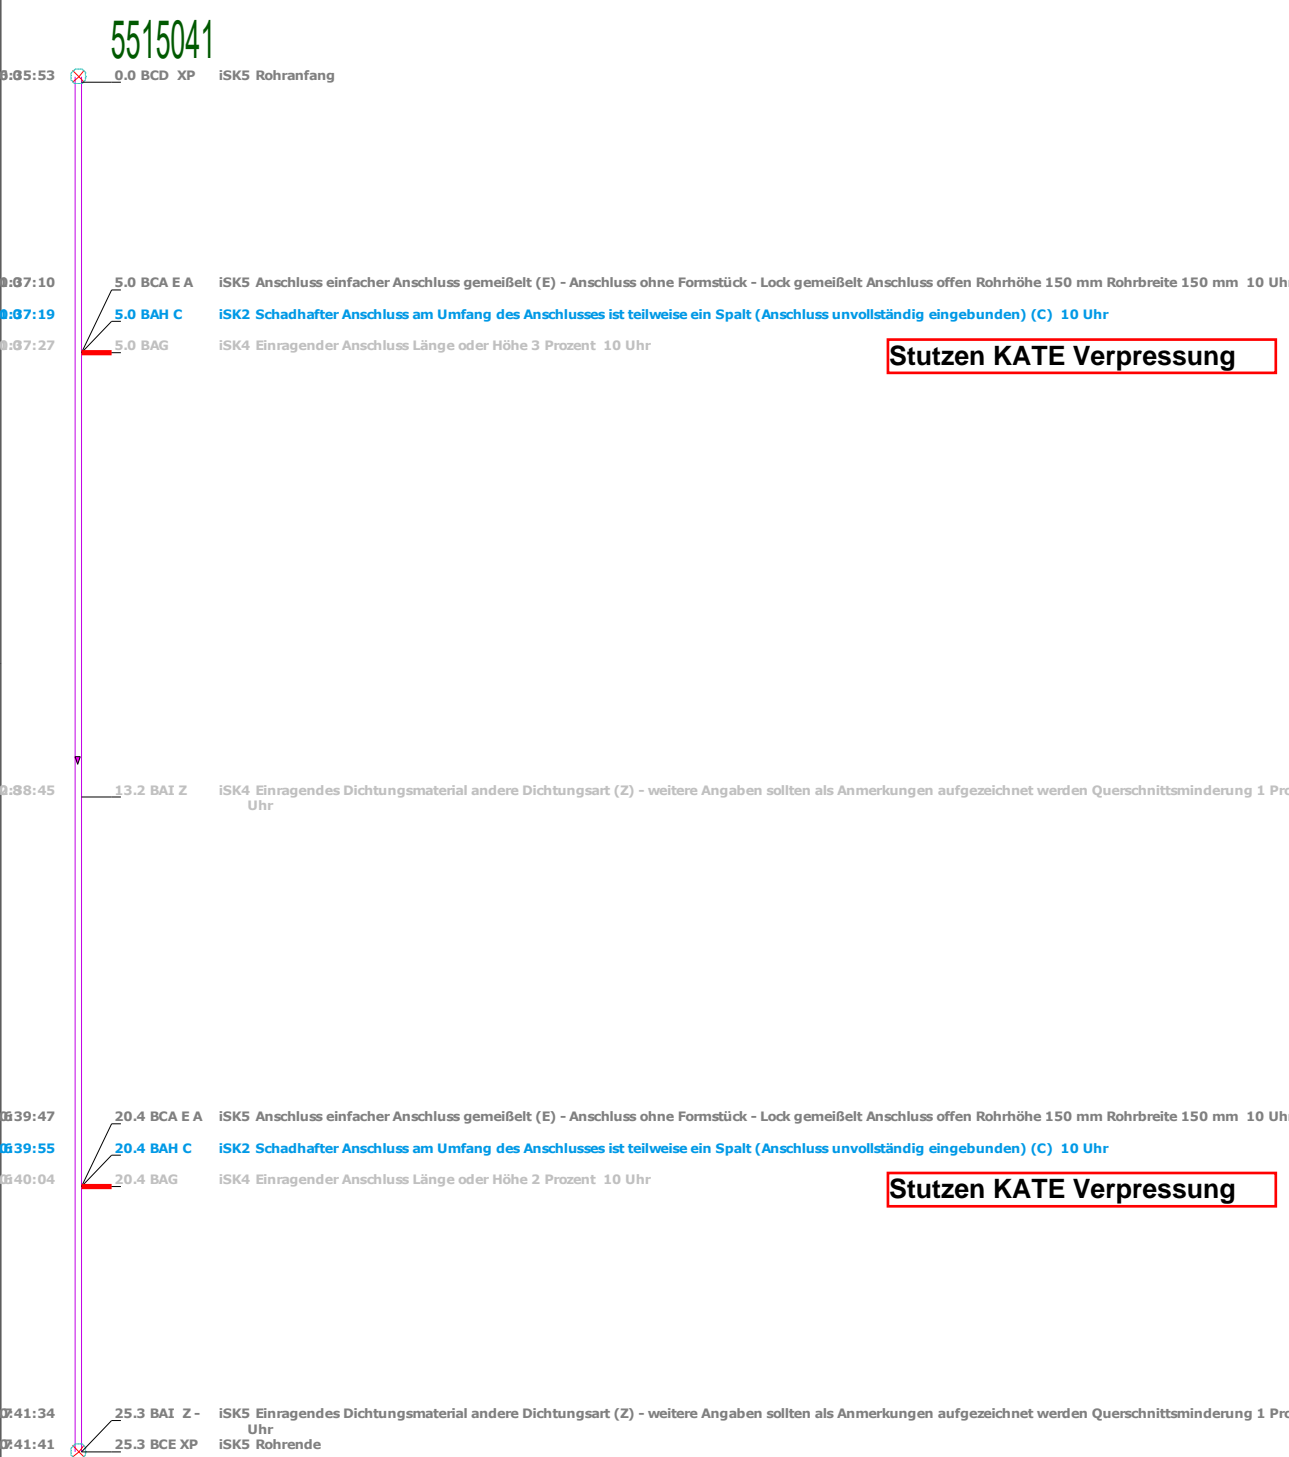 5515041
35:53 0.0 BCD XP iSK5 Rohranfang
37:10 5.0 BCA E A iSK5 Anschluss einfacher Anschluss gemeißelt (E) - Anschluss ohne Formstück - Lock gemeißelt Anschluss offen Rohrhöhe 150 mm Rohrbreite 150 mm 10 Uh
37:19 5.0 BAH C iSK2 Schadhafter Anschluss am Umfang des Anschlusses ist teilweise ein Spalt (Anschluss unvollständig eingebunden) (C) 10 Uhr
37:27 5.0 BAG iSK4 Einragender Anschluss Länge oder Höhe 3 Prozent 10 Uhr
Stutzen KATE Verpressung
38:45 13.2 BAI Z iSK4 Einragendes Dichtungsmaterial andere Dichtungsart (Z) - weitere Angaben sollten als Anmerkungen aufgezeichnet werden Querschnittsminderung 1 Pro
Uhr
39:47 20.4 BCA E A iSK5 Anschluss einfacher Anschluss gemeißelt (E) - Anschluss ohne Formstück - Lock gemeißelt Anschluss offen Rohrhöhe 150 mm Rohrbreite 150 mm 10 Uh
39:55 20.4 BAH C iSK2 Schadhafter Anschluss am Umfang des Anschlusses ist teilweise ein Spalt (Anschluss unvollständig eingebunden) (C) 10 Uhr
40:04 20.4 BAG iSK4 Einragender Anschluss Länge oder Höhe 2 Prozent 10 Uhr
Stutzen KATE Verpressung
41:34 25.3 BAI Z - iSK5 Einragendes Dichtungsmaterial andere Dichtungsart (Z) - weitere Angaben sollten als Anmerkungen aufgezeichnet werden Querschnittsminderung 1 Pro
Uhr
41:41 25.3 BCE XP iSK5 Rohrende